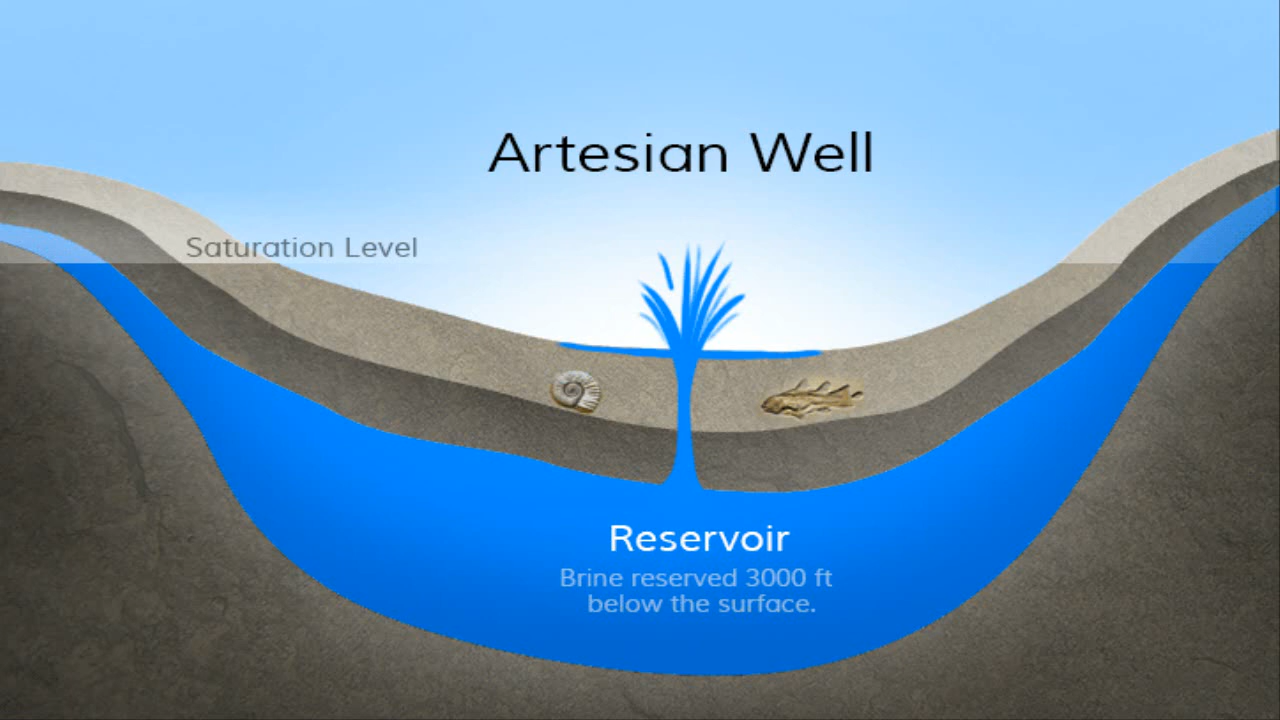 Artesian Well
Saturation Level
Reservoir
Brine reserved 3000 ft
below the surface.